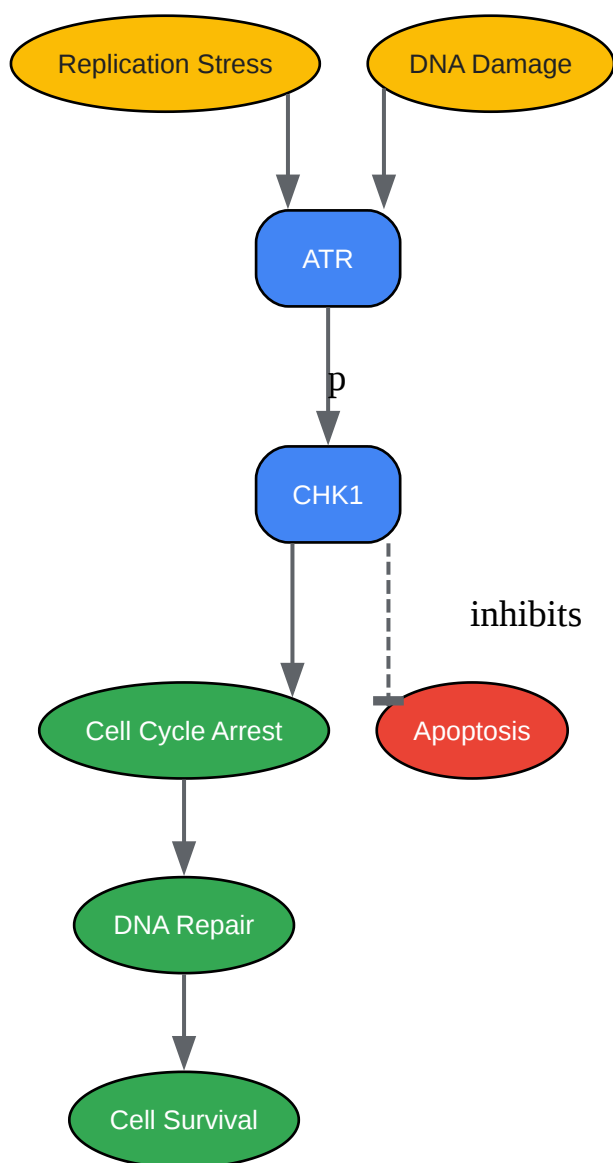 Replication Stress
DNA Damage
ATR
p
CHK1
inhibits
Cell Cycle Arrest
Apoptosis
DNA Repair
Cell Survival